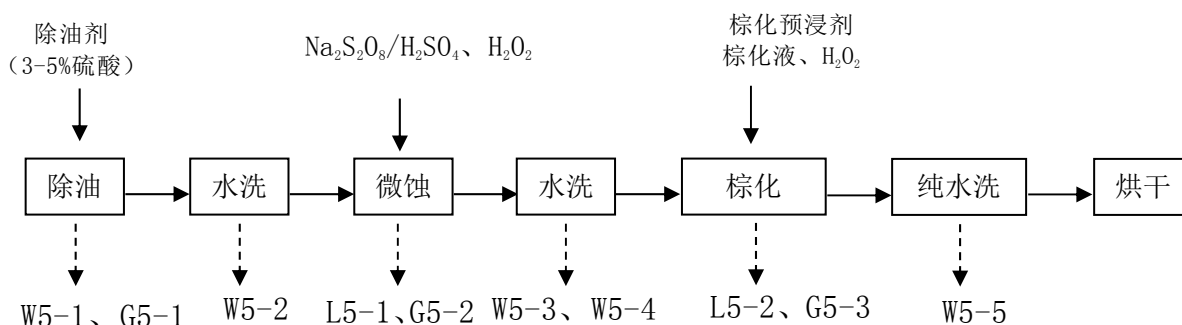 除油剂
（3-5%硫酸）
Na₂S₂O₈/H₂SO₄、H₂O₂
棕化预浸剂
棕化液、H₂O₂
除油
水洗
微蚀
水洗
棕化
纯水洗
烘干
W5-1、G5-1
W5-2
L5-1、G5-2
W5-3、W5-4
L5-2、G5-3
W5-5